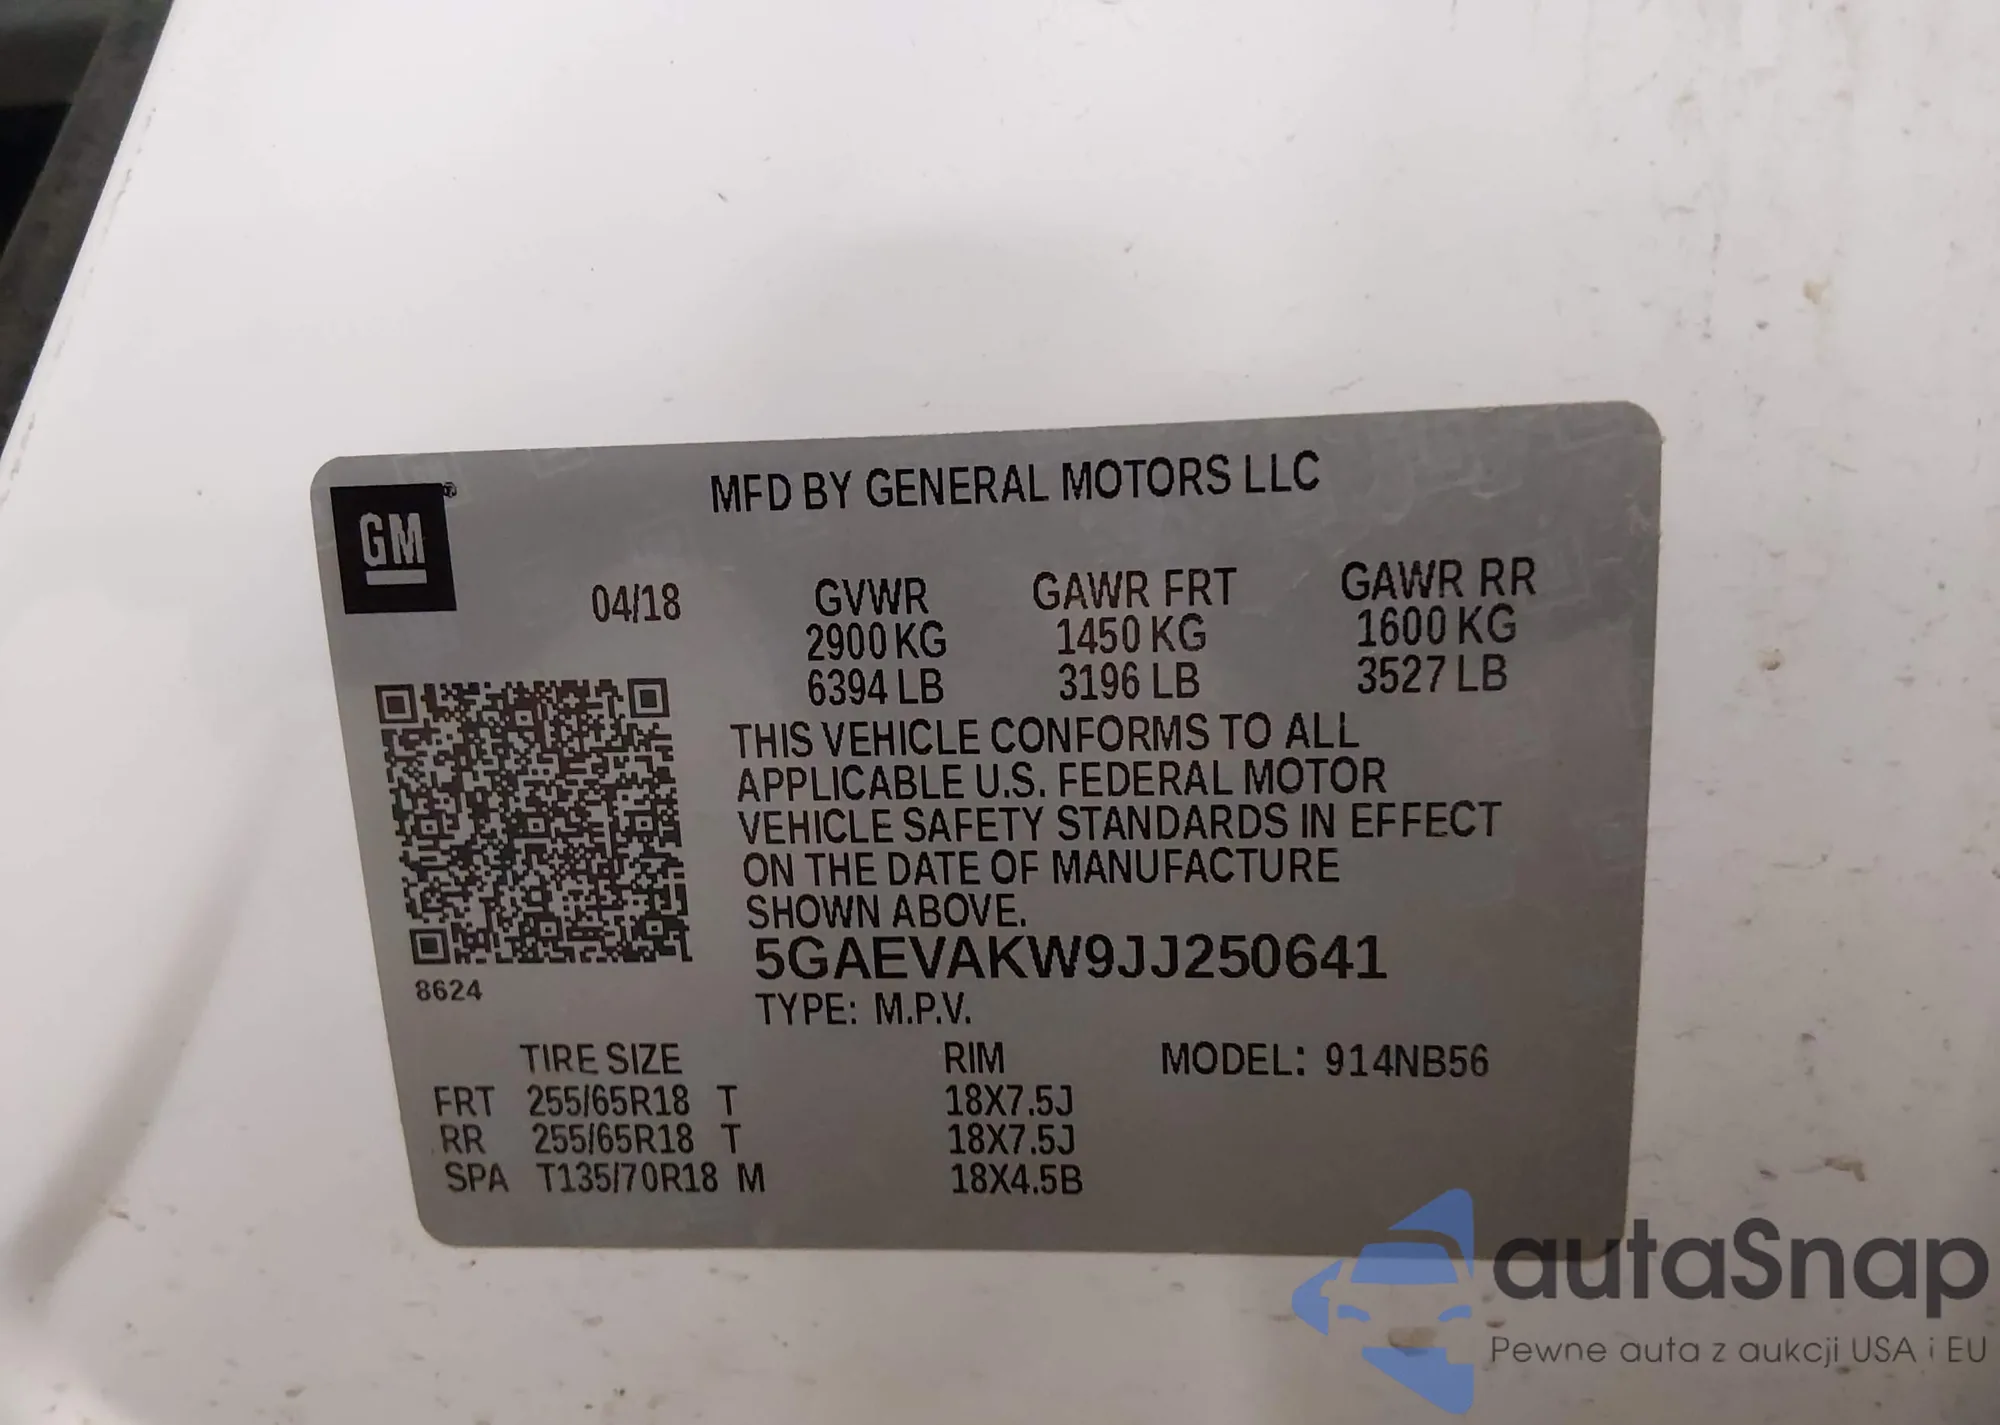 MFD BY GENERAL MOTORS LLC
GM
04/18 GVWR GAWR FRT GAWR RR
2900 KG 1450 KG 1600 KG
6394 LB 3196 LB 3527 LB
THIS VEHICLE CONFORMS TO ALL
APPLICABLE U.S. FEDERAL MOTOR
VEHICLE SAFETY STANDARDS IN EFFECT
ON THE DATE OF MANUFACTURE
SHOWN ABOVE.
5GAEVAKW9JJ250641
8624
TYPE: M.P.V.
TIRE SIZE RIM MODEL: 914NB56
FRT 255/65R18 T 18X7.5J
RR 255/65R18 T 18X7.5J
SPA T135/70R18 M 18X4.5B
autaSnap
Pewne auta z aukcji USA i EU